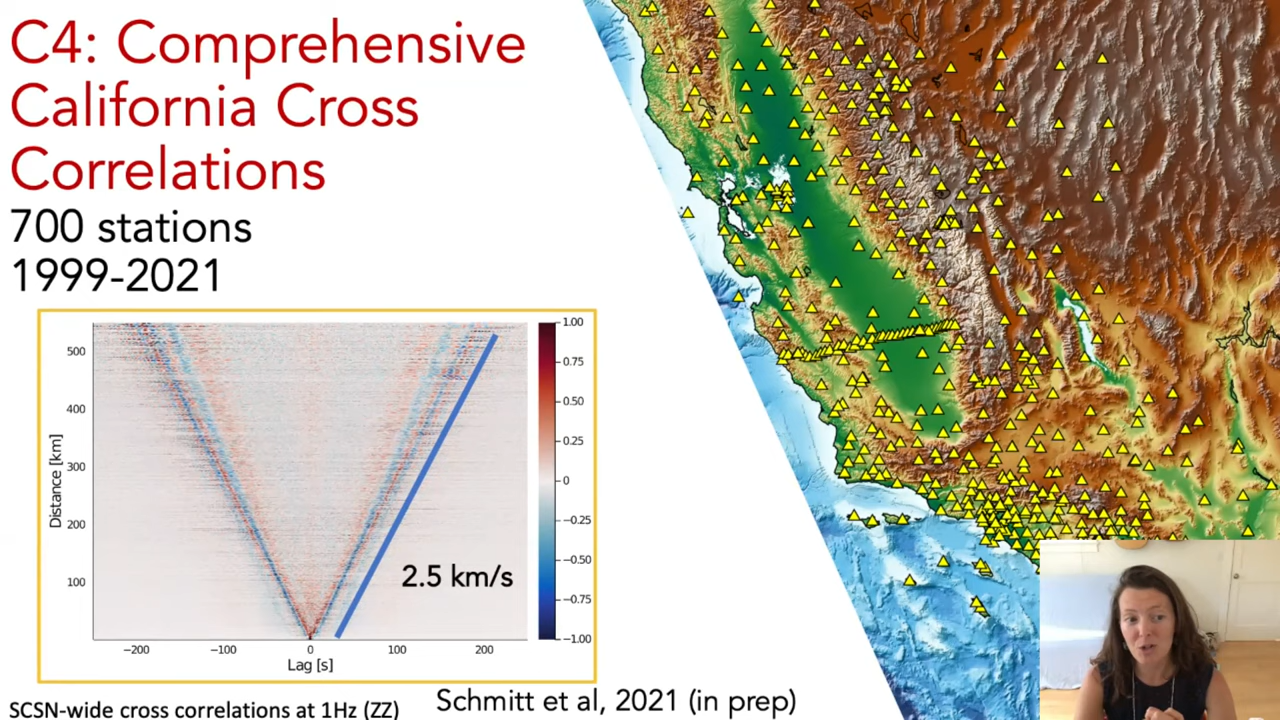 C4: Comprehensive
California Cross
Correlations
700 stations
1999-2021
Distance [km]
500
400
300
200
100
−200
−100
0
100
200
Lag [s]
2.5 km/s
1.00
0.75
0.50
0.25
0
−0.25
−0.50
−0.75
−1.00
SCSN-wide cross correlations at 1Hz (ZZ)
Schmitt et al, 2021 (in prep)